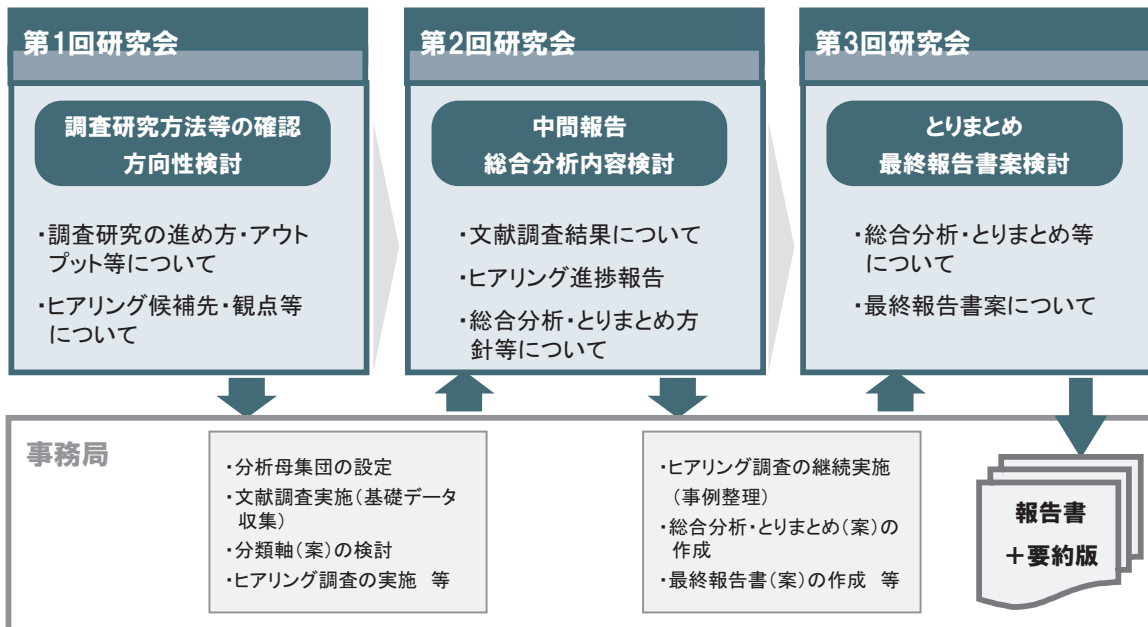 第1回研究会
調査研究方法等の確認
方向性検討
・調査研究の進め方・アウト
プット等について
・ヒアリング候補先・観点等
について
第2回研究会
中間報告
総合分析内容検討
・文献調査結果について
・ヒアリング進捗報告
・総合分析・とりまとめ方
針等について
第3回研究会
とりまとめ
最終報告書案検討
・総合分析・とりまとめ等
について
・最終報告書案について
事務局
・分析母集団の設定
・文献調査実施(基礎データ
収集)
・分類軸(案)の検討
・ヒアリング調査の実施 等
・ヒアリング調査の継続実施
(事例整理)
・総合分析・とりまとめ(案)の
作成
・最終報告書(案)の作成 等
報告書
+要約版